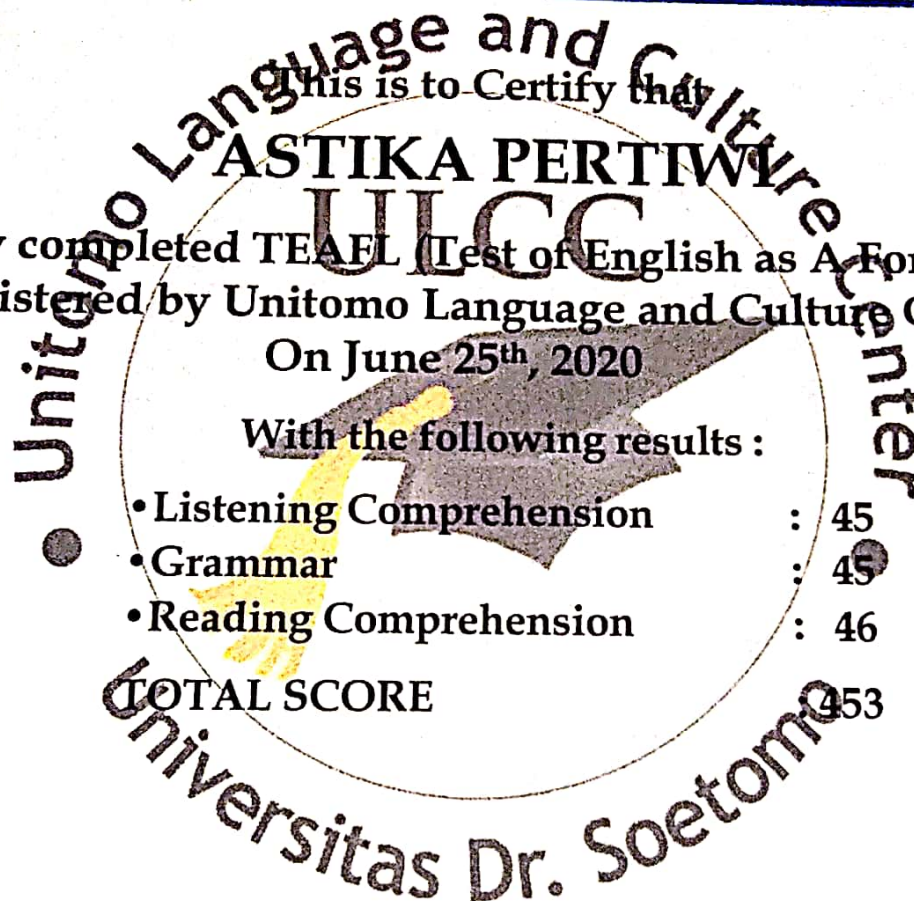 Unitomo Language and Culture Center
This is to Certify that
ASTIKA PERTIWI
ULCC
completed TEAFL (Test of English as A For
istered by Unitomo Language and Culture C
On June 25th, 2020
With the following results :
•Listening Comprehension : 45
•Grammar : 45
•Reading Comprehension : 46
TOTAL SCORE : 453
Universitas Dr. Soetomo